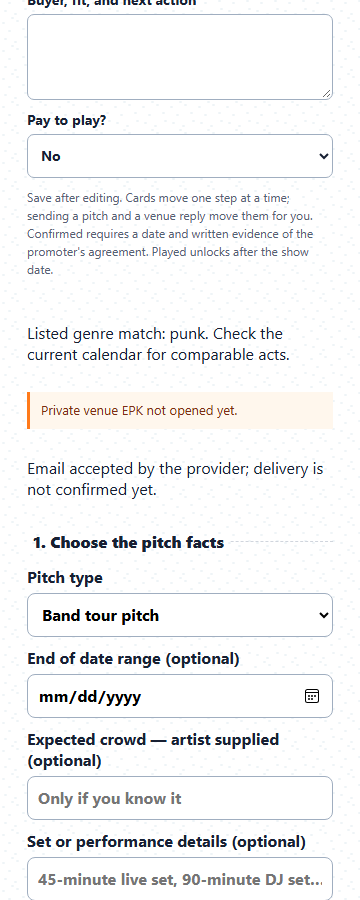 Buyer, fit, and next action
Pay to play?
No
Save after editing. Cards move one step at a time;
sending a pitch and a venue reply move them for you.
Confirmed requires a date and written evidence of the
promoter's agreement. Played unlocks after the show
date.
Listed genre match: punk. Check the
current calendar for comparable acts.
Private venue EPK not opened yet.
Email accepted by the provider; delivery is
not confirmed yet.
1. Choose the pitch facts
Pitch type
Band tour pitch
End of date range (optional)
mm/dd/yyyy
Expected crowd — artist supplied
(optional)
Only if you know it
Set or performance details (optional)
45-minute live set, 90-minute DJ set...